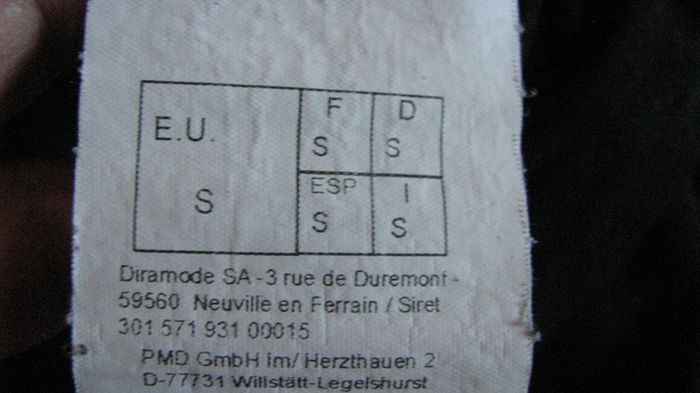 E.U.
S
F
S
D
S
ESP
S
I
S
Diramode SA - 3 rue de Duremont -
59560 Neuville en Ferrain / Siret
301 571 931 00015
PMD GmbH im/ Herzthauen 2
D-77731 Willstätt-Legelshurst